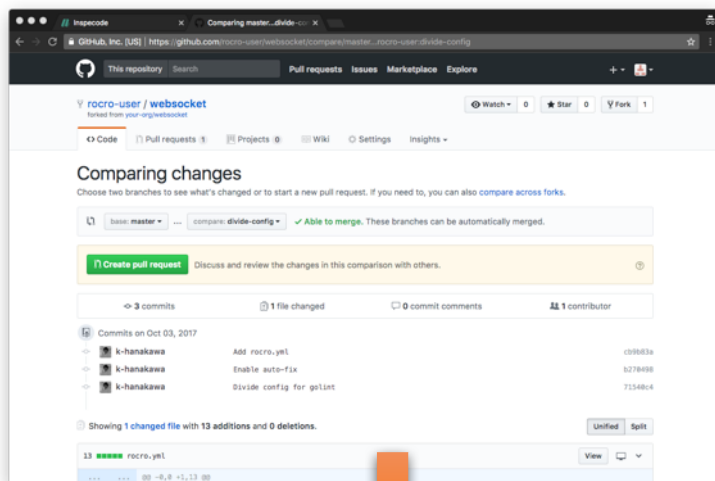 Inspecode
Comparing master...divide-co
GitHub, Inc. [US] | https://github.com/rocro-user/websocket/compare/master...rocro-user:divide-config
This repository Search Pull requests Issues Marketplace Explore
rocro-user / websocket
Watch 0 Star 0 Fork 1
forked from your-org/websocket
Code Pull requests 1 Projects 0 Wiki Settings Insights
Comparing changes
Choose two branches to see what's changed or to start a new pull request. If you need to, you can also compare across forks.
base: master ... compare: divide-config ✓ Able to merge. These branches can be automatically merged.
Create pull request Discuss and review the changes in this comparison with others.
3 commits 1 file changed 0 commit comments 1 contributor
Commits on Oct 03, 2017
k-hanakawa Add rocro.yml cb9b83a
k-hanakawa Enable auto-fix b270498
k-hanakawa Divide config for golint 71540c4
Showing 1 changed file with 13 additions and 0 deletions. Unified Split
13 rocro.yml View
... ... @@ -0,0 +1,13 @@